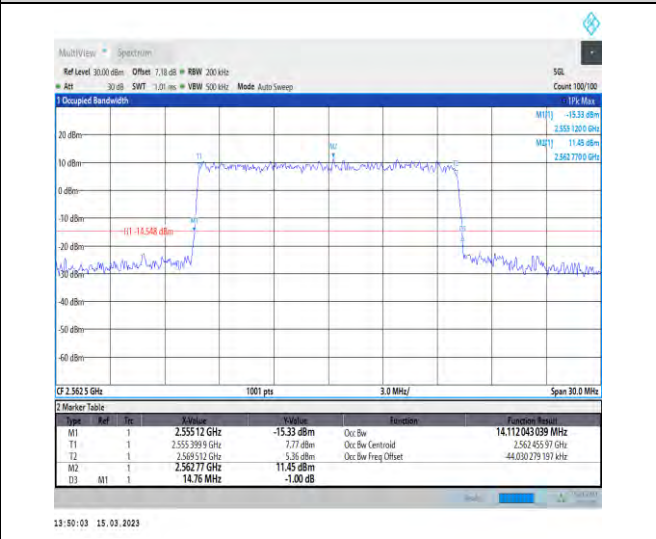 MultiView Spectrum
Ref Level 30.00 dBm Offset 7.18 dB RBW 200 kHz SGL
Att 30 dB SWT 1.01 ms VBW 500 kHz Mode Auto Sweep Count 100/100
1 Occupied Bandwidth 1Pk Max
M1[1] -15.33 dBm
2.555 120 0 GHz
M2[1] 11.45 dBm
2.562 770 0 GHz
20 dBm
T1 M2
10 dBm
0 dBm
-10 dBm
M1
H1 -14.548 dBm
-20 dBm
-30 dBm
-40 dBm
-50 dBm
-60 dBm
CF 2.562 5 GHz 1001 pts 3.0 MHz/ Span 30.0 MHz
2 Marker Table
Type Ref Trc X-Value Y-Value Function Function Result
M1 1 2.555 12 GHz -15.33 dBm Occ Bw 14.112 043 039 MHz
T1 1 2.555 399 9 GHz 7.77 dBm Occ Bw Centroid 2.562 455 97 GHz
T2 1 2.569 512 GHz 5.36 dBm Occ Bw Freq Offset -44.030 279 197 kHz
M2 1 2.562 77 GHz 11.45 dBm
D3 M1 1 14.76 MHz -1.00 dB
13:50:03 15.03.2023